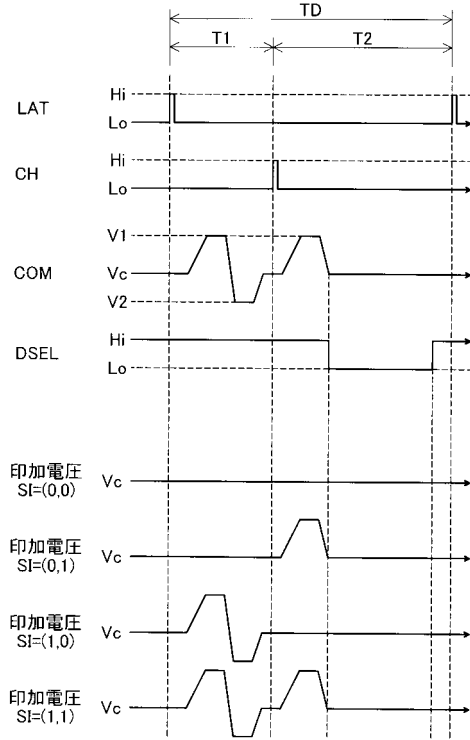 TD
T1
T2
LAT
Hi
Lo
CH
Hi
Lo
COM
V1
Vc
V2
DSEL
Hi
Lo
印加電圧
SI=(0,0)
Vc
印加電圧
SI=(0,1)
Vc
印加電圧
SI=(1,0)
Vc
印加電圧
SI=(1,1)
Vc